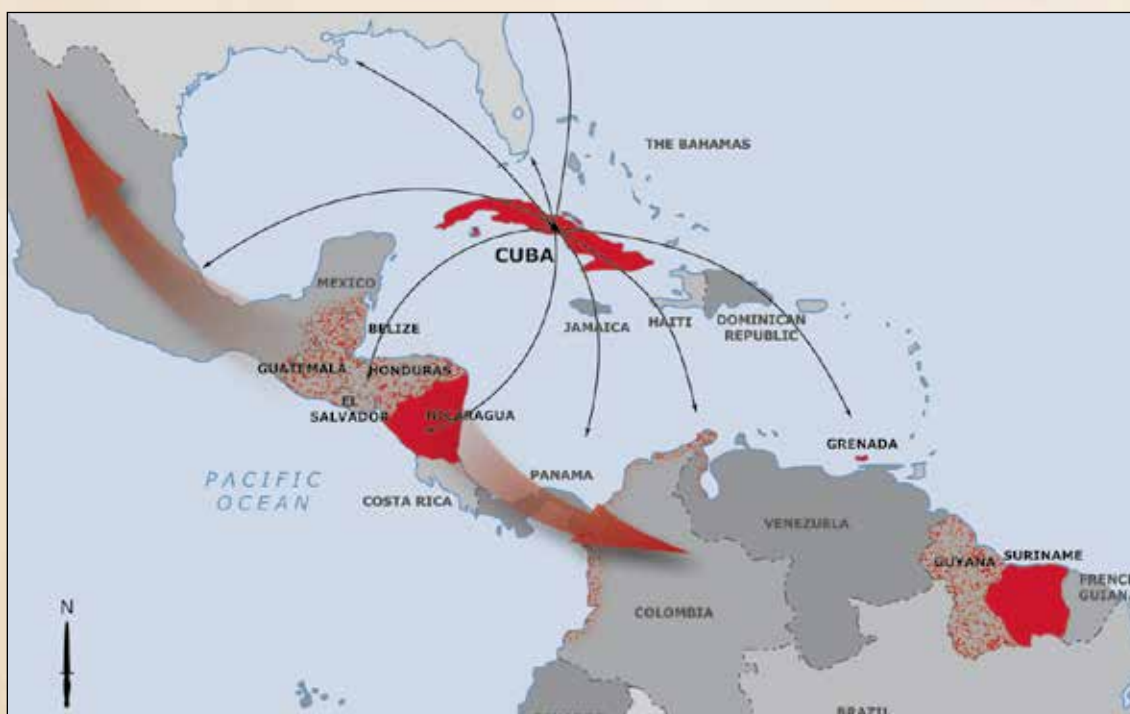 THE BAHAMAS
CUBA
MEXICO
JAMAICA
HAITI
DOMINICAN
REPUBLIC
BELIZE
GUATEMALA
HONDURAS
EL
SALVADOR
NICARAGUA
GRENADA
PACIFIC
OCEAN
PANAMA
COSTA RICA
VENEZUELA
GUYANA
SURINAME
FRENCH
GUIANA
COLOMBIA
N
BRAZIL